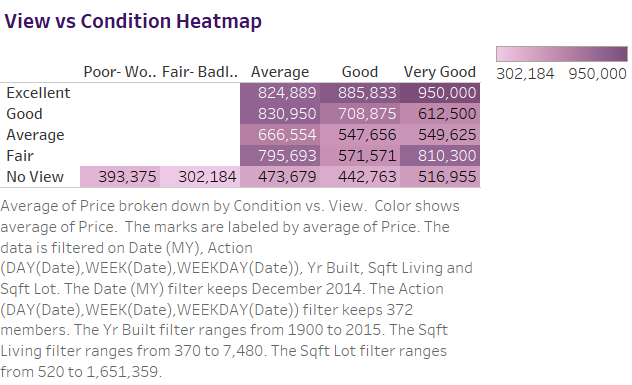 View vs Condition Heatmap
302,184 950,000
Poor- Wo.. Fair- Badl.. Average Good Very Good
Excellent 824,889 885,833 950,000
Good 830,950 708,875 612,500
Average 666,554 547,656 549,625
Fair 795,693 571,571 810,300
No View 393,375 302,184 473,679 442,763 516,955
Average of Price broken down by Condition vs. View. Color shows
average of Price. The marks are labeled by average of Price. The
data is filtered on Date (MY), Action
(DAY(Date),WEEK(Date),WEEKDAY(Date)), Yr Built, Sqft Living and
Sqft Lot. The Date (MY) filter keeps December 2014. The Action
(DAY(Date),WEEK(Date),WEEKDAY(Date)) filter keeps 372
members. The Yr Built filter ranges from 1900 to 2015. The Sqft
Living filter ranges from 370 to 7,480. The Sqft Lot filter ranges
from 520 to 1,651,359.